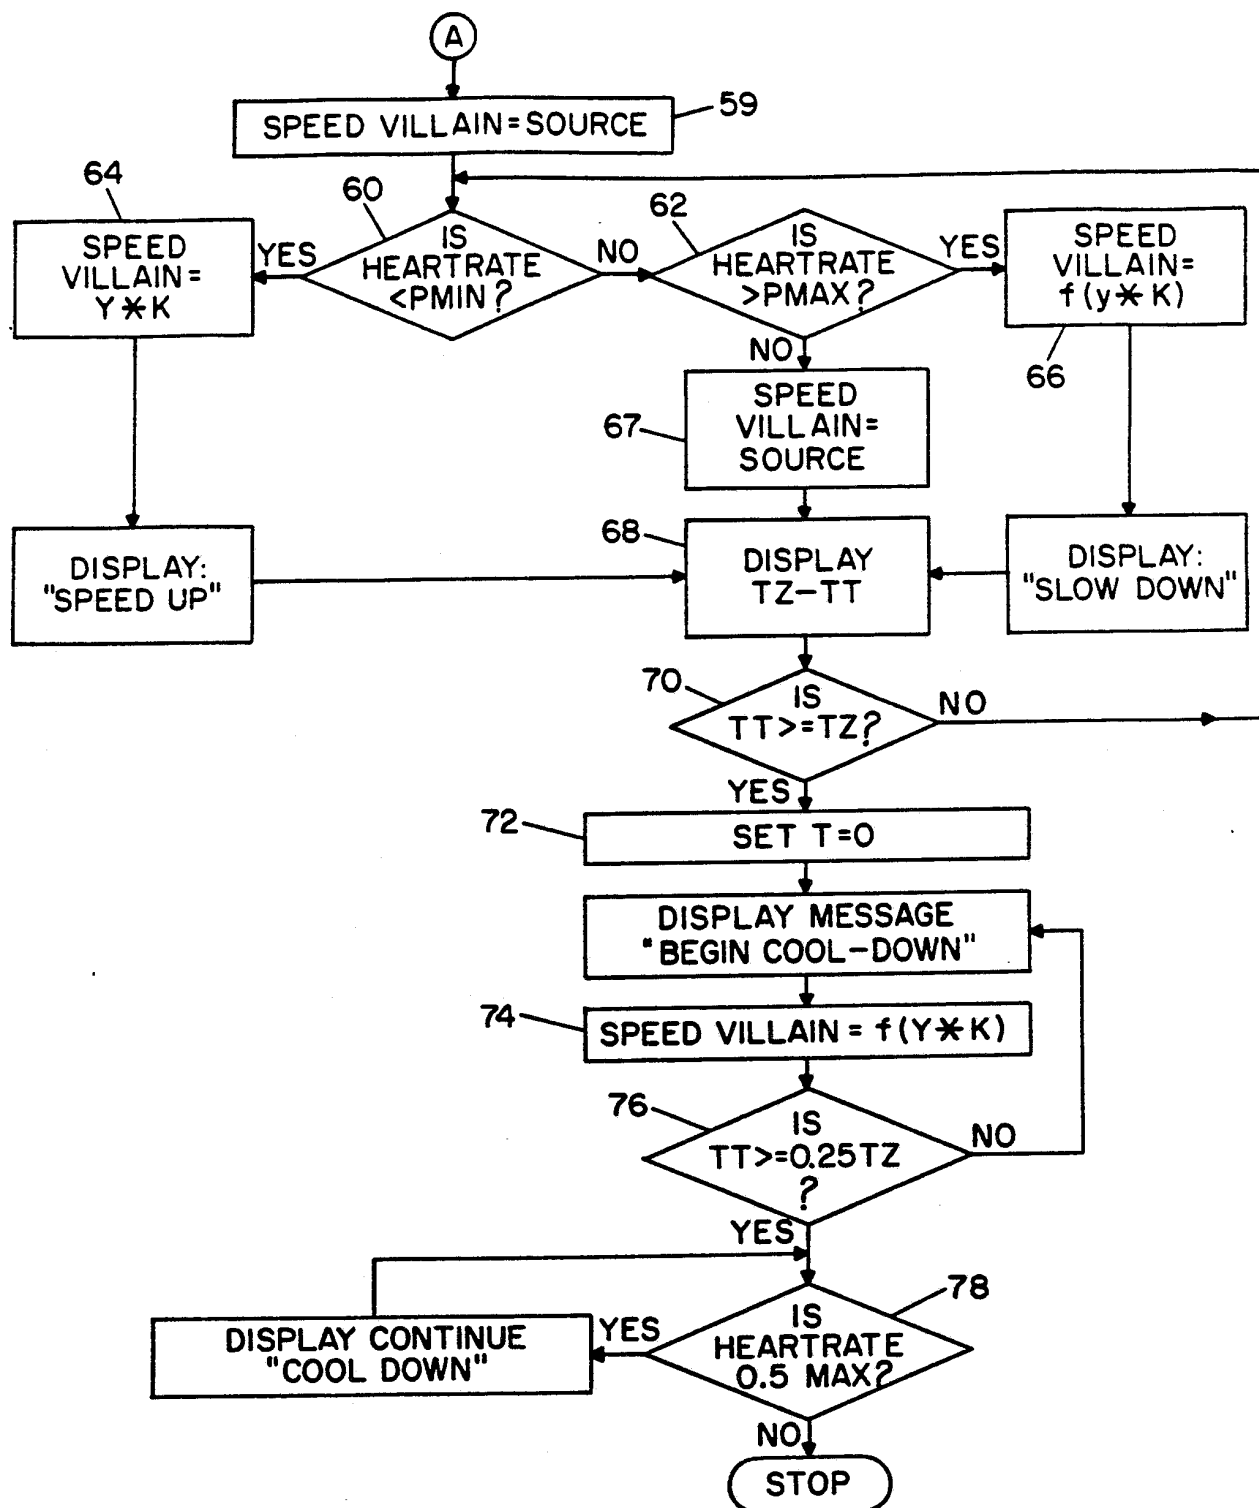 A
SPEED VILLAIN=SOURCE
59
64
60
62
SPEED
VILLAIN=
Y*K
YES
IS
HEARTRATE
<PMIN?
NO
IS
HEARTRATE
>PMAX?
YES
SPEED
VILLAIN=
f(y*K)
66
NO
67
SPEED
VILLAIN=
SOURCE
68
DISPLAY:
"SPEED UP"
DISPLAY
TZ-TT
DISPLAY:
"SLOW DOWN"
70
IS
TT>=TZ?
NO
YES
72
SET T=0
DISPLAY MESSAGE
"BEGIN COOL-DOWN"
74
SPEED VILLAIN = f(Y*K)
76
IS
TT>=0.25TZ
?
NO
YES
78
DISPLAY CONTINUE
"COOL DOWN"
YES
IS
HEARTRATE
0.5 MAX?
NO
STOP